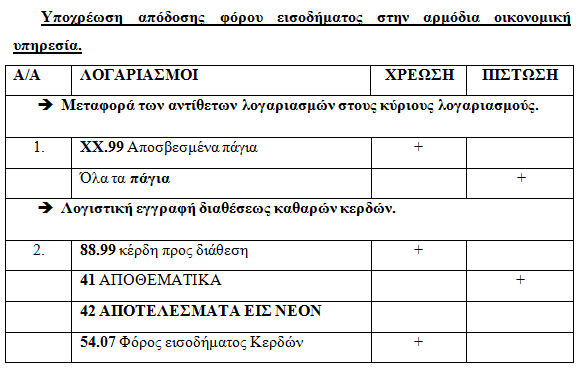 Υποχρέωση απόδοσης φόρου εισοδήματος στην αρμόδια οικονομική
υπηρεσία.
Α/Α ΛΟΓΑΡΙΑΣΜΟΙ ΧΡΕΩΣΗ ΠΙΣΤΩΣΗ
➔ Μεταφορά των αντίθετων λογαριασμών στους κύριους λογαριασμούς.
1. ΧΧ.99 Αποσβεσμένα πάγια +
Όλα τα πάγια +
➔ Λογιστική εγγραφή διαθέσεως καθαρών κερδών.
2. 88.99 κέρδη προς διάθεση +
41 ΑΠΟΘΕΜΑΤΙΚΑ +
42 ΑΠΟΤΕΛΕΣΜΑΤΑ ΕΙΣ ΝΕΟΝ
54.07 Φόρος εισοδήματος Κερδών +